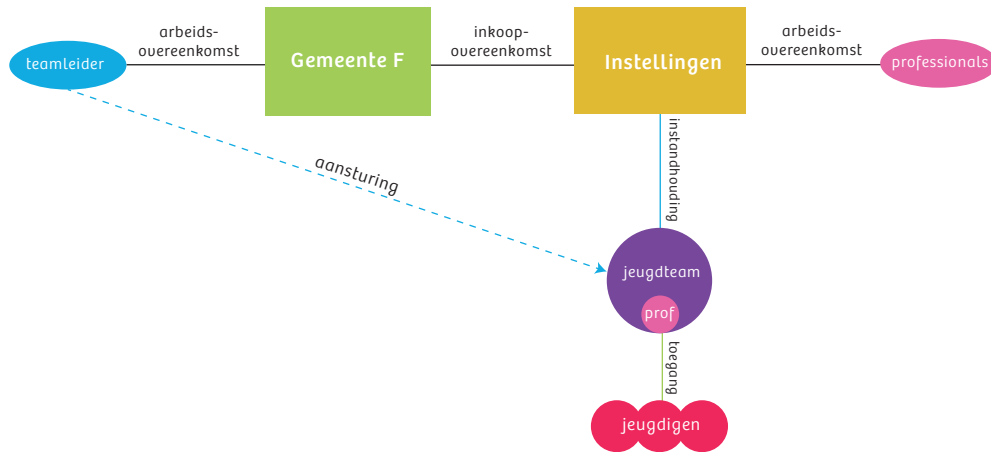 arbeids-
overeenkomst
inkoop-
overeenkomst
arbeids-
overeenkomst
teamleider
Gemeente F
Instellingen
professionals
aansturing
instandhouding
jeugdteam
prof
toegang
jeugdigen